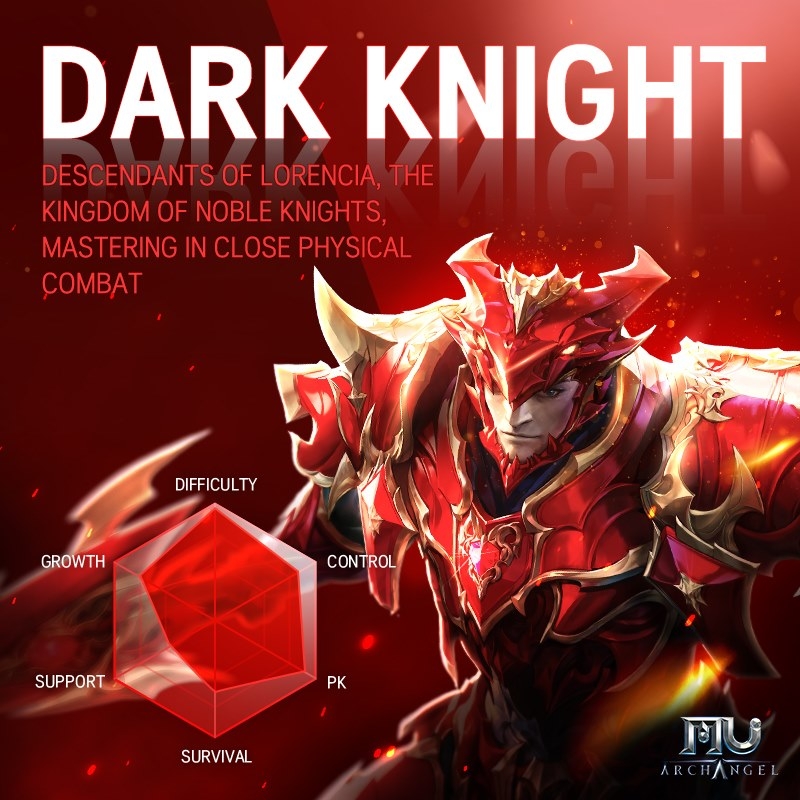 DARK KNIGHT
DESCENDANTS OF LORENCIA, THE
KINGDOM OF NOBLE KNIGHTS,
MASTERING IN CLOSE PHYSICAL
COMBAT
DIFFICULTY
GROWTH
CONTROL
SUPPORT
PK
SURVIVAL
MU
ARCHANGEL